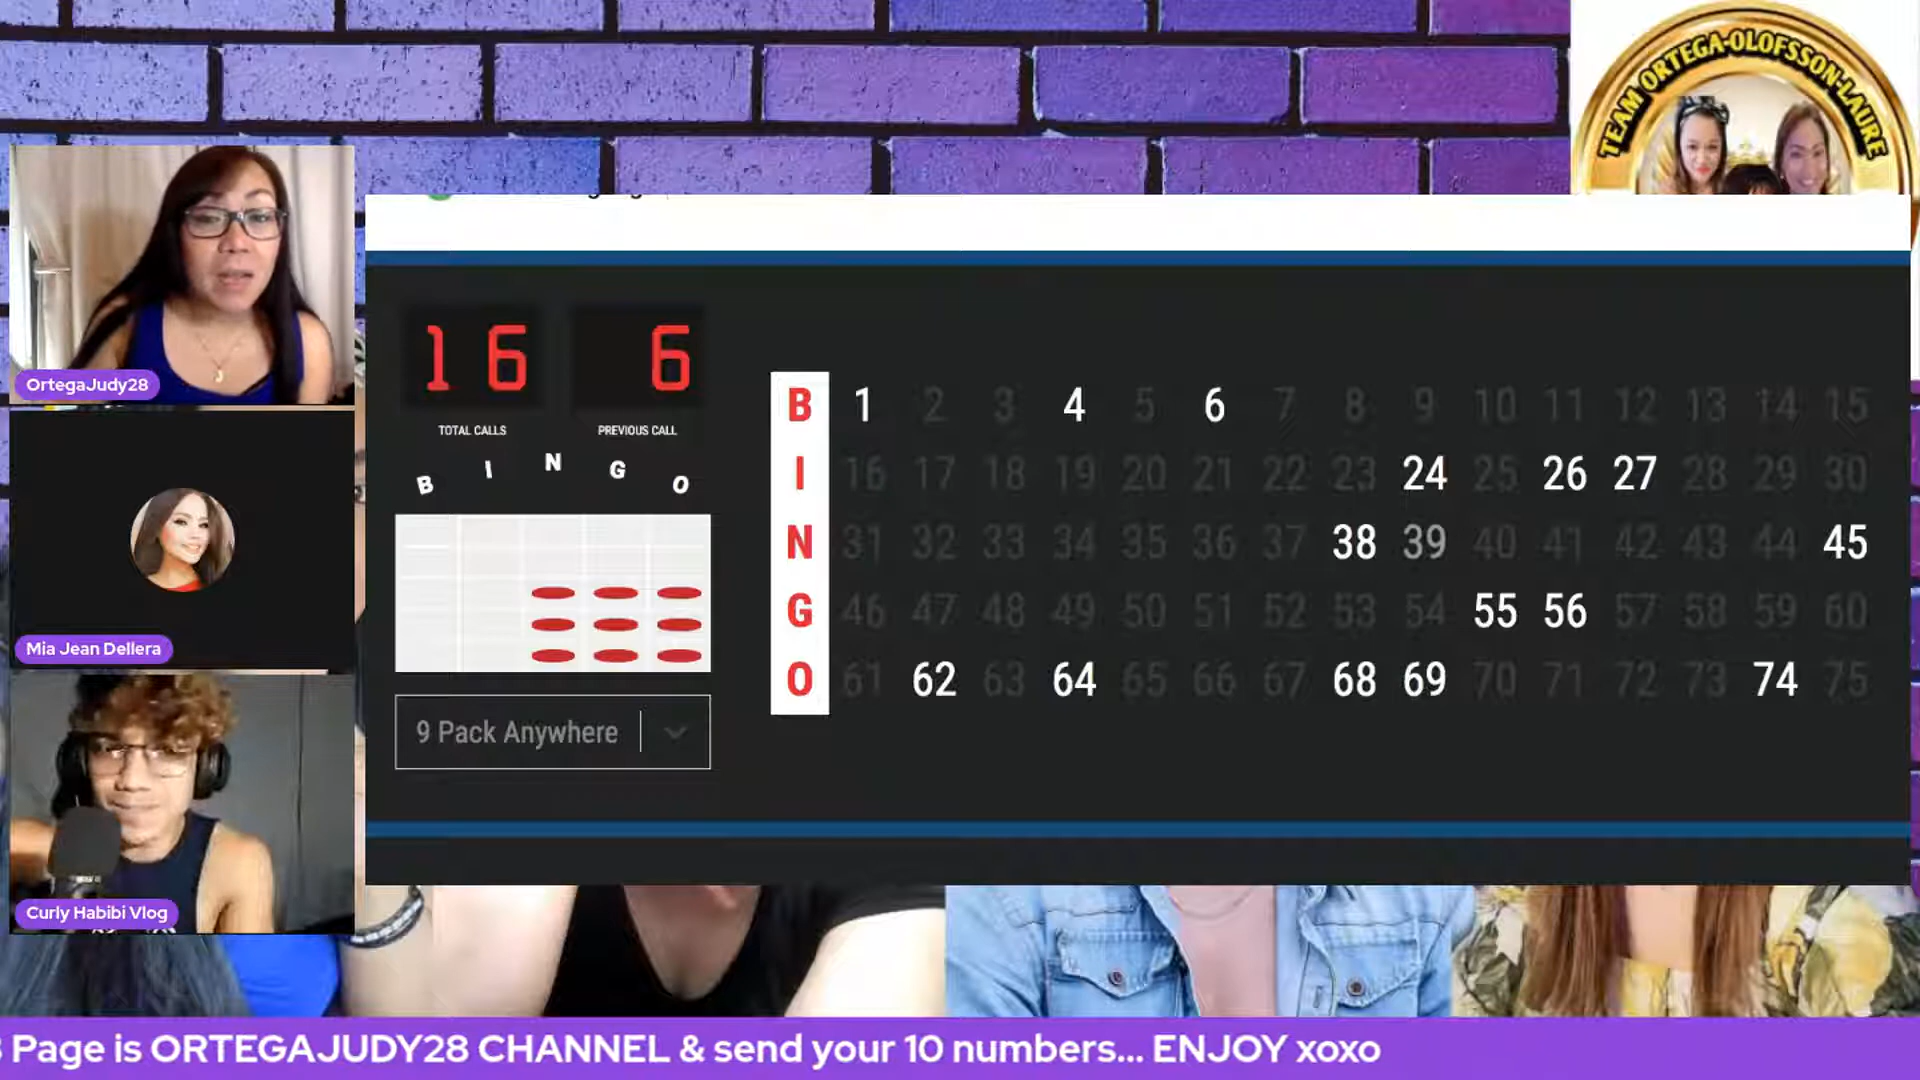 TEAM ORTEGA-OLOFSSON-LAURE
OrtegaJudy28
Mia Jean Dellera
Curly Habibi Vlog
16 6
TOTAL CALLS PREVIOUS CALL
B I N G O
9 Pack Anywhere
B 1 2 3 4 5 6 7 8 9 10 11 12 13 14 15
I 16 17 18 19 20 21 22 23 24 25 26 27 28 29 30
N 31 32 33 34 35 36 37 38 39 40 41 42 43 44 45
G 46 47 48 49 50 51 52 53 54 55 56 57 58 59 60
O 61 62 63 64 65 66 67 68 69 70 71 72 73 74 75
Page is ORTEGAJUDY28 CHANNEL & send your 10 numbers... ENJOY xoxo